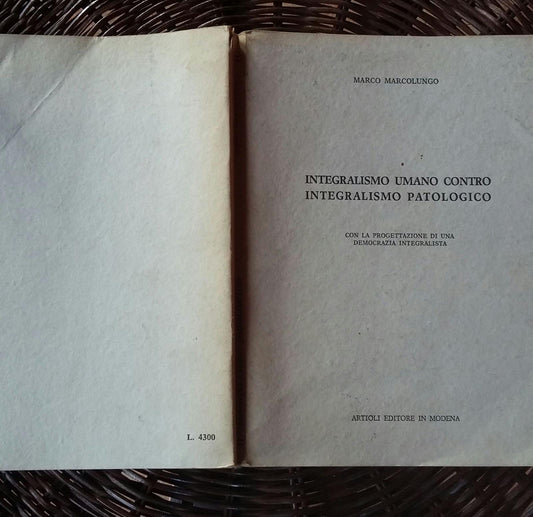 MARCO MARCOLUNGO
INTEGRALISMO UMANO CONTRO
INTEGRALISMO PATOLOGICO
CON LA PROGETTAZIONE DI UNA
DEMOCRAZIA INTEGRALISTA
ARTIOLI EDITORE IN MODENA
L. 4300